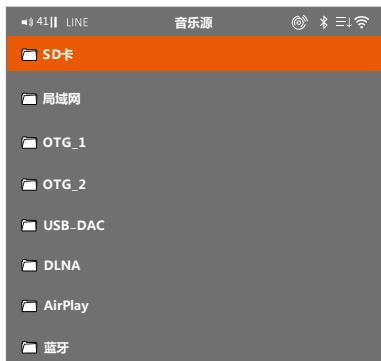 41 LINE 音乐源
SD卡
局域网
OTG_1
OTG_2
USB_DAC
DLNA
AirPlay
蓝牙